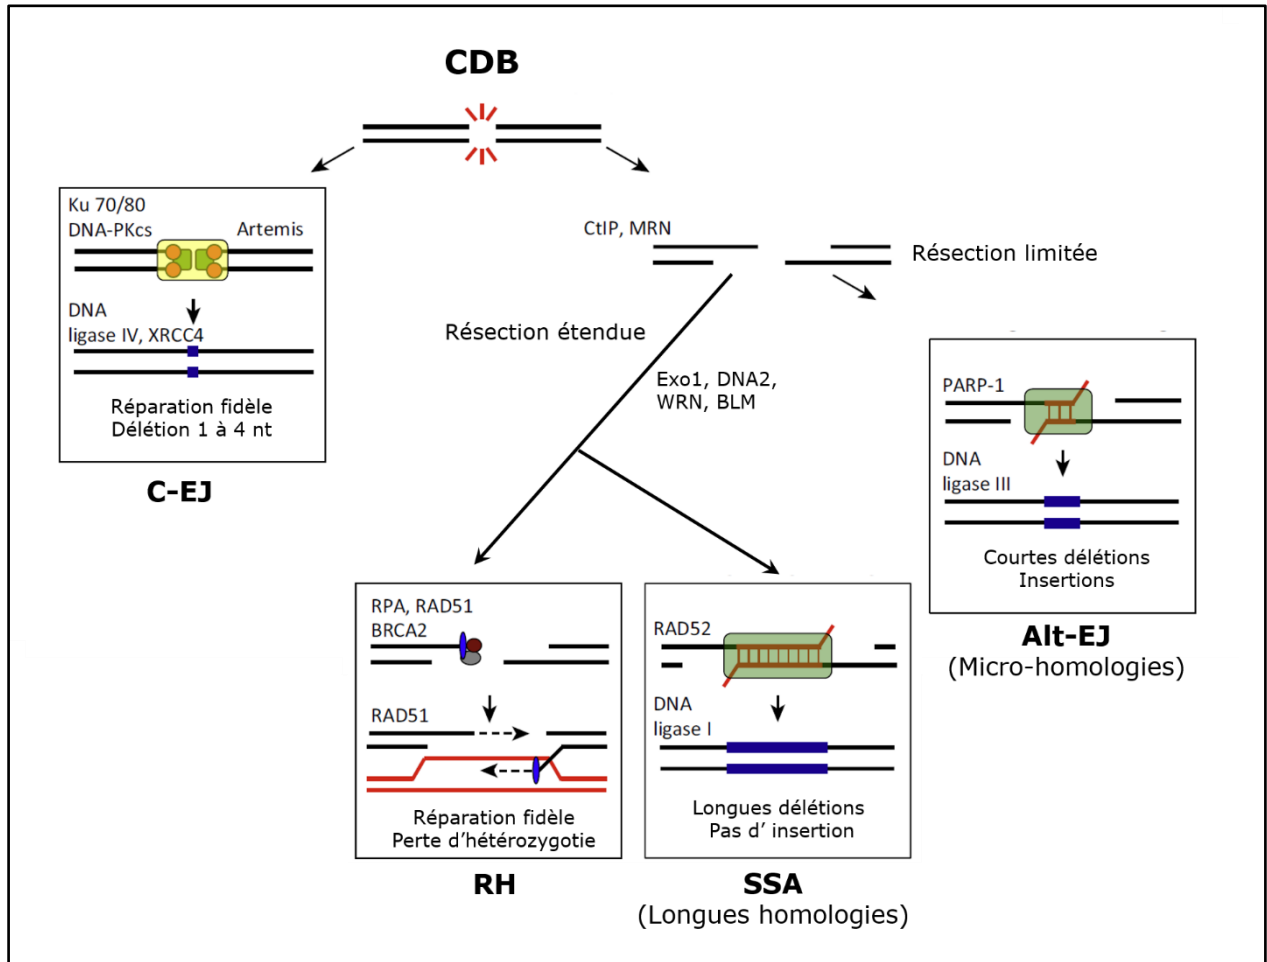 CDB
Ku 70/80
DNA-PKcs
Artemis
DNA
ligase IV, XRCC4
Réparation fidèle
Délétion 1 à 4 nt
C-EJ
CtIP, MRN
Résection limitée
Résection étendue
Exo1, DNA2,
WRN, BLM
PARP-1
DNA
ligase III
Courtes délétions
Insertions
Alt-EJ
(Micro-homologies)
RPA, RAD51
BRCA2
RAD51
Réparation fidèle
Perte d'hétérozygotie
RH
RAD52
DNA
ligase I
Longues délétions
Pas d' insertion
SSA
(Longues homologies)